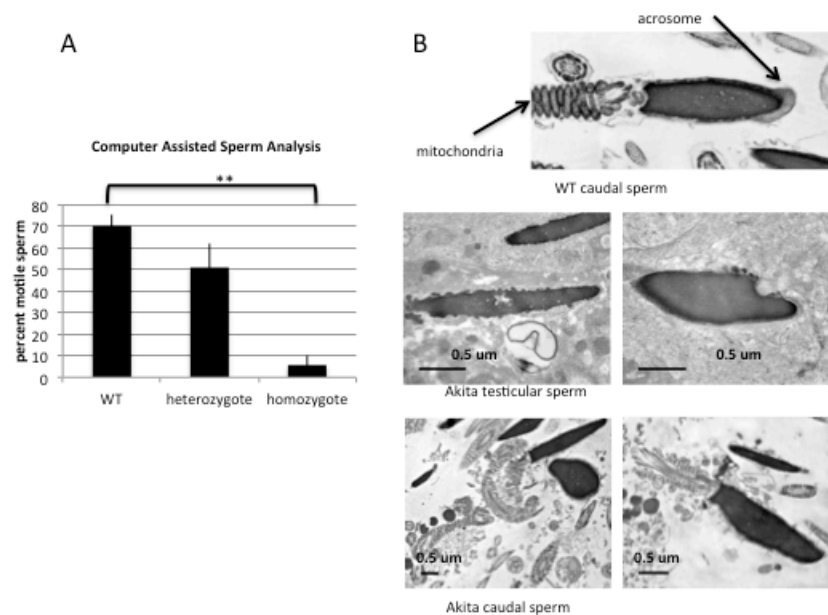 A
Computer Assisted Sperm Analysis
**
percent motile sperm
80
70
60
50
40
30
20
10
0
WT
heterozygote
homozygote
B
acrosome
mitochondria
WT caudal sperm
0.5 um
0.5 um
Akita testicular sperm
0.5 um
0.5 um
Akita caudal sperm